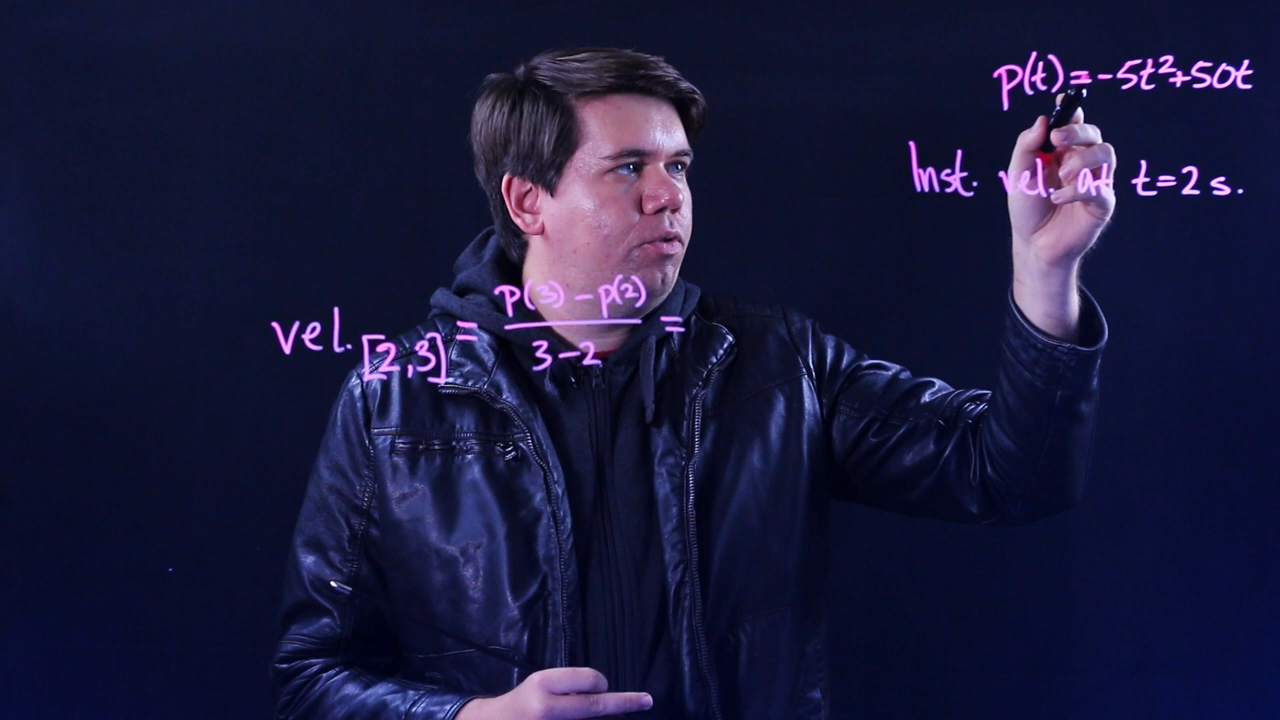 p(t)=-5t²+50t
Inst. vel. at t=2 s.
vel.[2,3] = p(3) - p(2) / 3-2 =